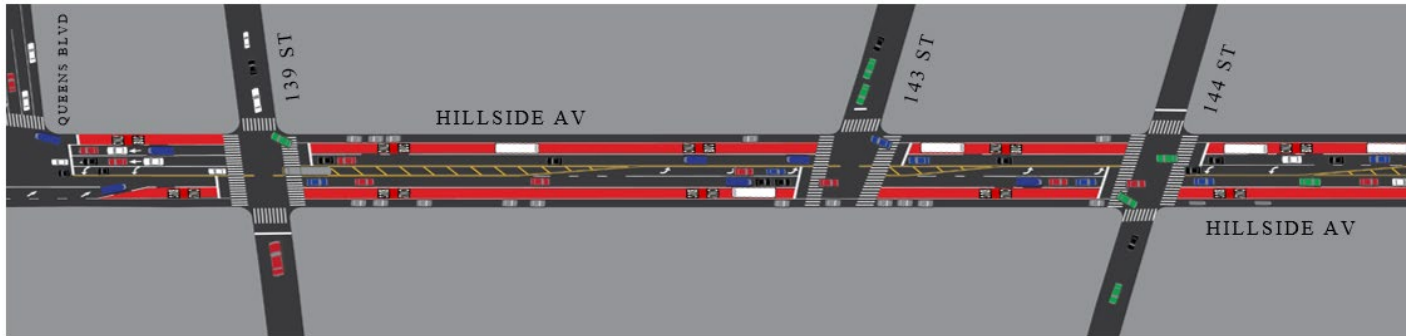 QUEENS BLVD
139 ST
HILLSIDE AV
143 ST
144 ST
HILLSIDE AV